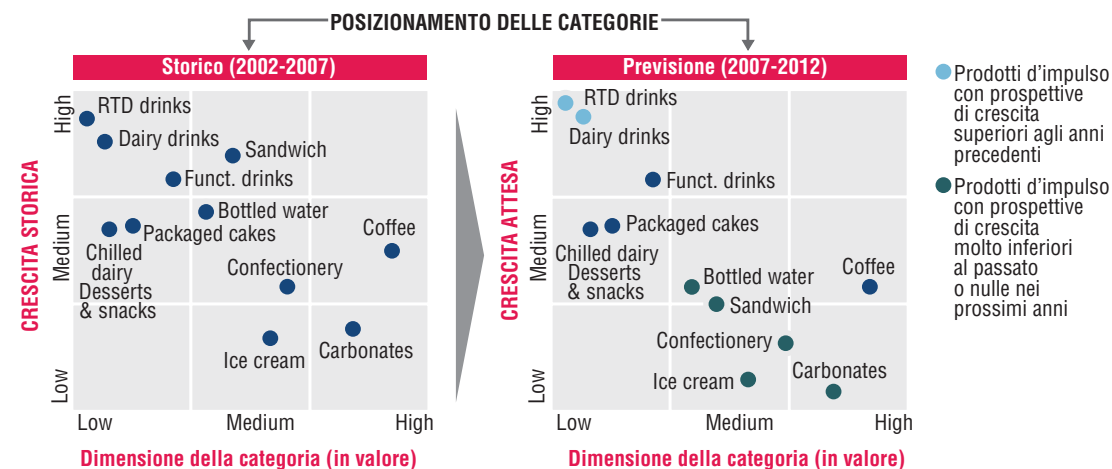 POSIZIONAMENTO DELLE CATEGORIE
Storico (2002-2007)
CRESCITA STORICA
High
Medium
Low
RTD drinks
Dairy drinks
Sandwich
Funct. drinks
Bottled water
Packaged cakes
Coffee
Chilled
dairy
Desserts
& snacks
Confectionery
Ice cream
Carbonates
Low
Medium
High
Dimensione della categoria (in valore)
Previsione (2007-2012)
CRESCITA ATTESA
High
Medium
Low
RTD drinks
Dairy drinks
Funct. drinks
Packaged cakes
Chilled dairy
Desserts
& snacks
Bottled water
Coffee
Sandwich
Confectionery
Ice cream
Carbonates
Low
Medium
High
Dimensione della categoria (in valore)
Prodotti d'impulso
con prospettive
di crescita
superiori agli anni
precedenti
Prodotti d'impulso
con prospettive
di crescita
molto inferiori
al passato
o nulle nei
prossimi anni